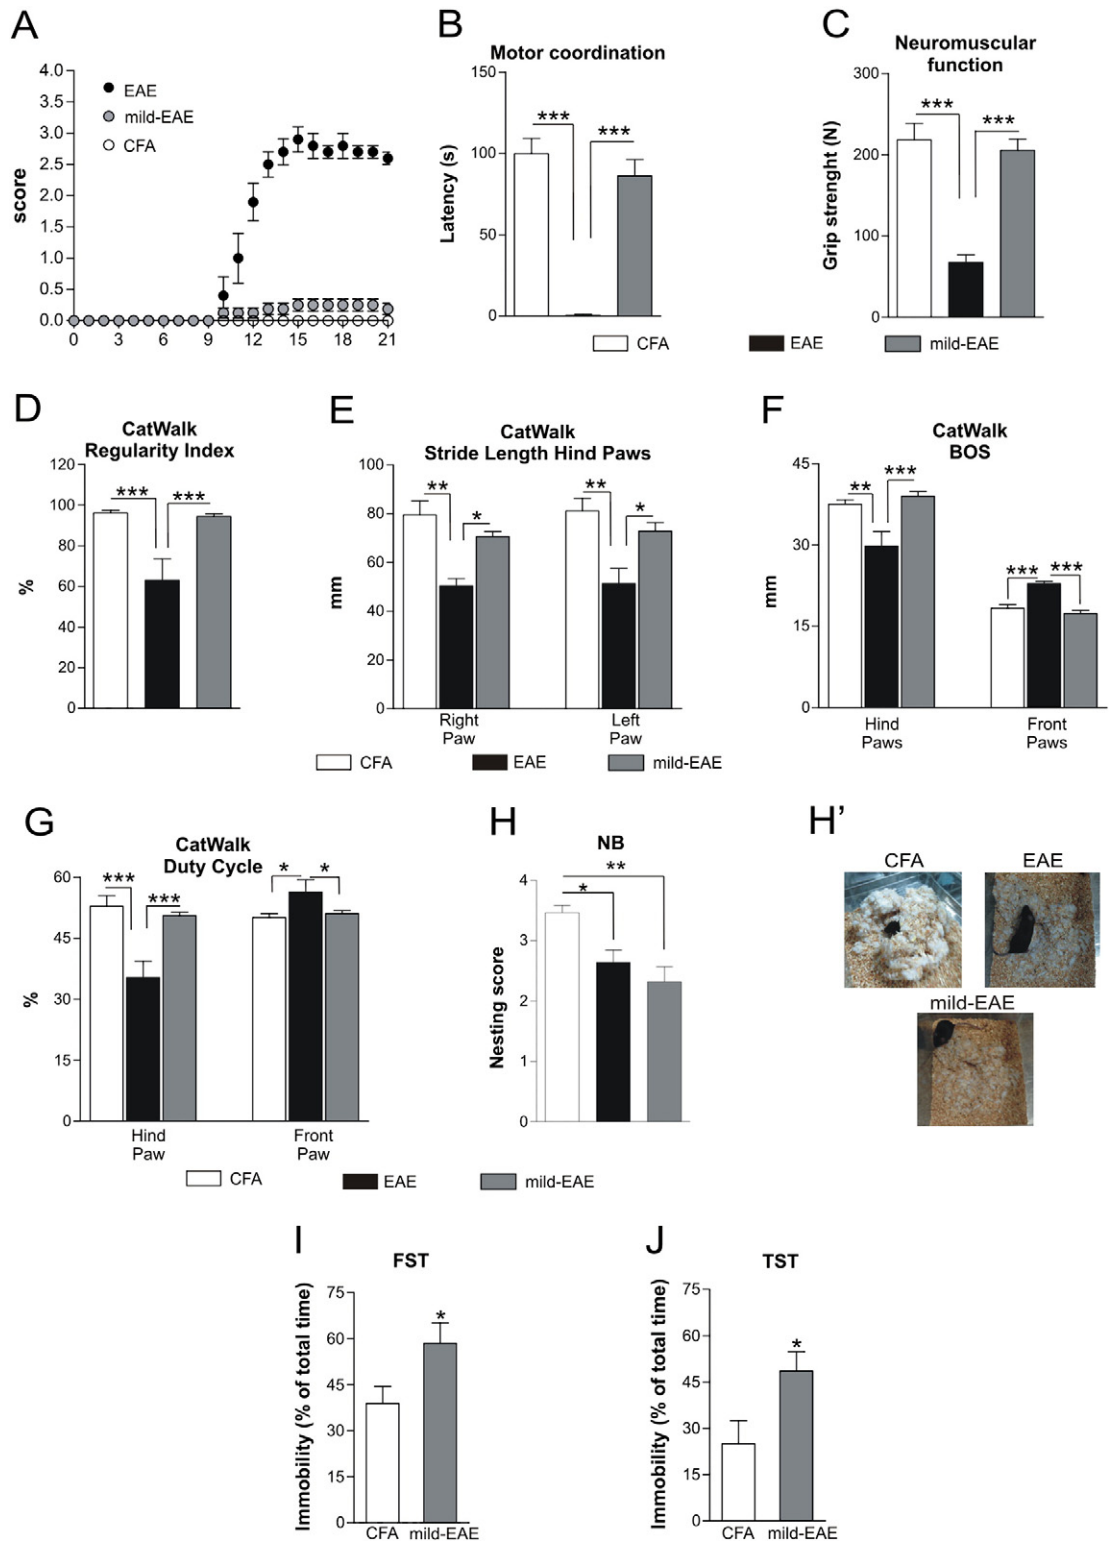 A
score
4.0
3.5
3.0
2.5
2.0
1.5
1.0
0.5
0.0
EAE
mild-EAE
CFA
0 3 6 9 12 15 18 21
B
Motor coordination
Latency (s)
150
100
50
0
***
***
C
Neuromuscular
function
Grip strenght (N)
300
200
100
0
***
***
CFA EAE mild-EAE
D
CatWalk
Regularity Index
%
120
100
80
60
40
20
0
*** ***
E
CatWalk
Stride Length Hind Paws
mm
100
80
60
40
20
0
** * ** *
Right
Paw
Left
Paw
F
CatWalk
BOS
mm
45
30
15
0
** *** *** ***
Hind
Paws
Front
Paws
CFA EAE mild-EAE
G
CatWalk
Duty Cycle
%
60
45
30
15
0
*** *** * *
Hind
Paw
Front
Paw
H
NB
Nesting score
4
3
2
1
0
**
*
H’
CFA EAE
mild-EAE
CFA EAE mild-EAE
I
FST
Immobility (% of total time)
75
60
45
30
15
0
*
CFA mild-EAE
J
TST
Immobility (% of total time)
75
60
45
30
15
0
*
CFA mild-EAE